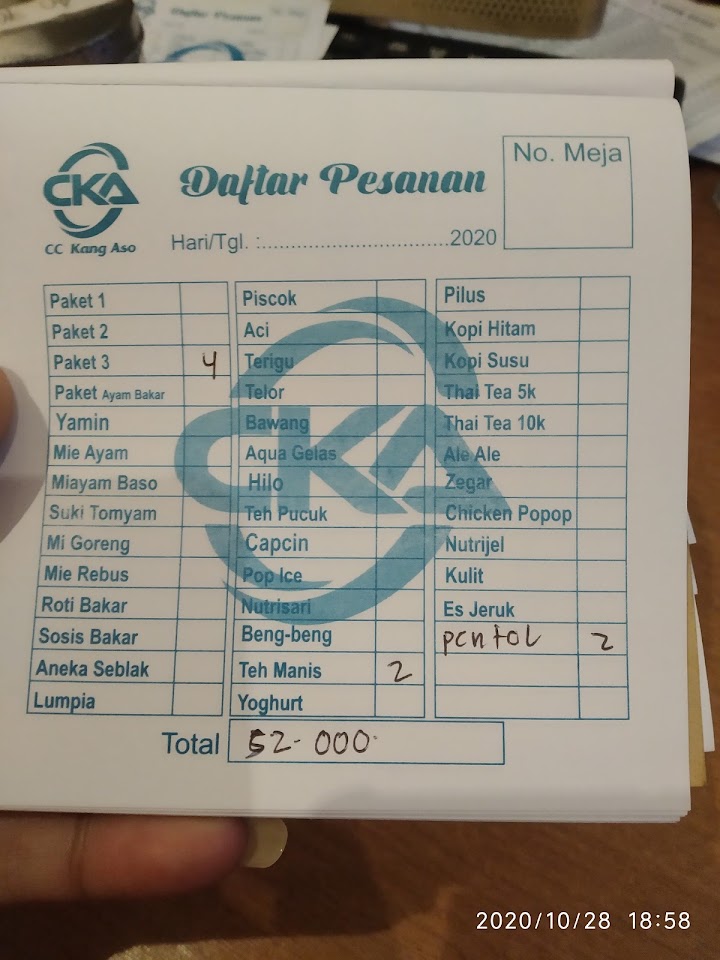 CKA
CC Kang Aso
Daftar Pesanan
No. Meja
Hari/Tgl. :................................2020
Paket 1 Piscok Pilus
Paket 2 Aci Kopi Hitam
Paket 3 4 Terigu Kopi Susu
Paket Ayam Bakar Telor Thai Tea 5k
Yamin Bawang Thai Tea 10k
Mie Ayam Aqua Gelas Ale Ale
Miayam Baso Hilo Zegar
Suki Tomyam Teh Pucuk Chicken Popop
Mi Goreng Capcin Nutrijel
Mie Rebus Pop Ice Kulit
Roti Bakar Nutrisari Es Jeruk
Sosis Bakar Beng-beng pentol 2
Aneka Seblak Teh Manis 2
Lumpia Yoghurt
CKA
Total 52.000
2020/10/28 18:58